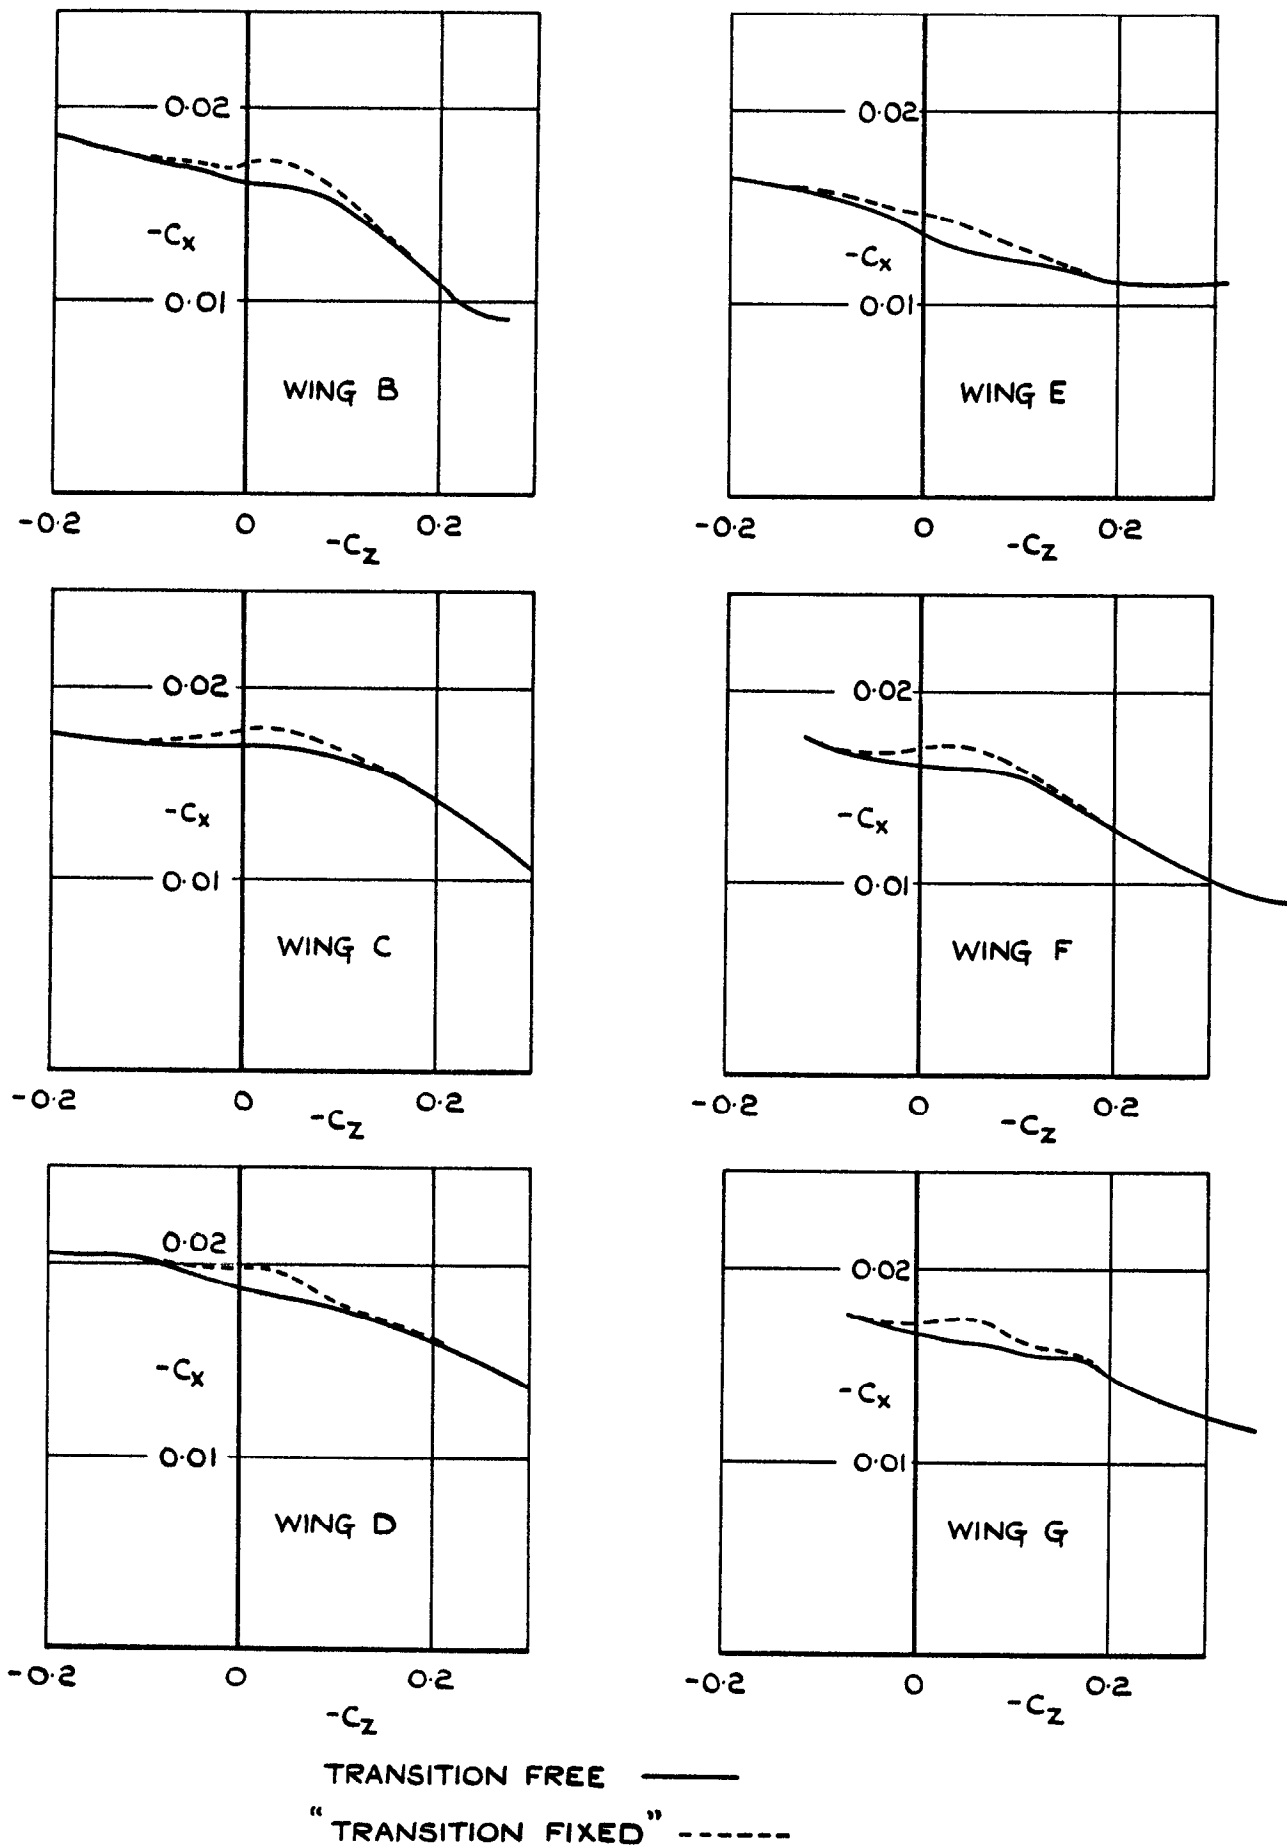 0.02
-Cx
0.01
WING B
-0.2 0 0.2
-Cz
0.02
-Cx
0.01
WING E
-0.2 0 0.2
-Cz
0.02
-Cx
0.01
WING C
-0.2 0 0.2
-Cz
0.02
-Cx
0.01
WING F
-0.2 0 0.2
-Cz
0.02
-Cx
0.01
WING D
-0.2 0 0.2
-Cz
0.02
-Cx
0.01
WING G
-0.2 0 0.2
-Cz
TRANSITION FREE
"TRANSITION FIXED"